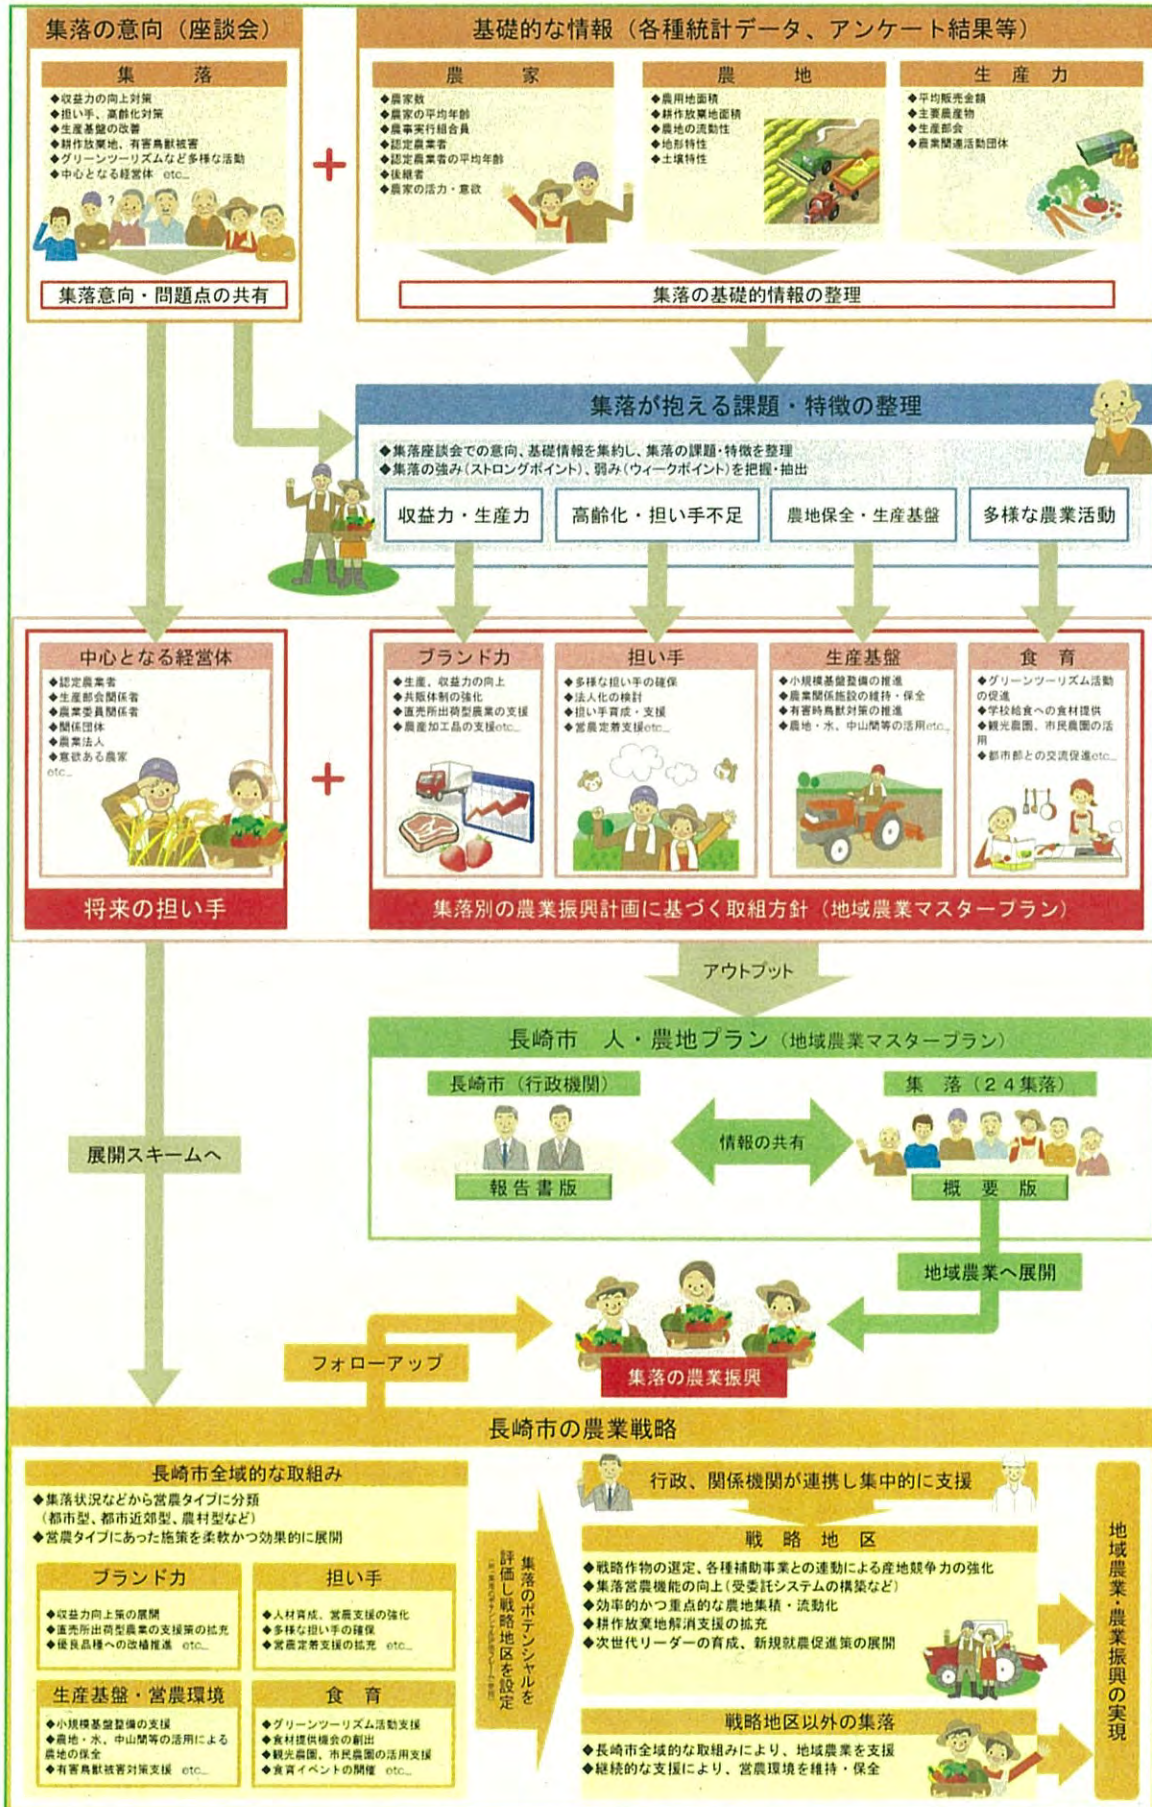 集落の意向（座談会）
集　落
◆収益力の向上対策
◆担い手、高齢化対策
◆生産基盤の改善
◆耕作放棄地、有害鳥獣被害
◆グリーンツーリズムなど多様な活動
◆中心となる経営体 etc...
?
集落意向・問題点の共有
+
基礎的な情報（各種統計データ、アンケート結果等）
農　家
◆農家数
◆農家の平均年齢
◆農事実行組合員
◆認定農業者
◆認定農業者の平均年齢
◆後継者
◆農家の活力・意欲
農　地
◆農用地面積
◆耕作放棄地面積
◆農地の流動性
◆地形特性
◆土壌特性
生 産 力
◆平均販売金額
◆主要農産物
◆生産部会
◆農業関連活動団体
集落の基礎的情報の整理
集落が抱える課題・特徴の整理
◆集落座談会での意向、基礎情報を集約し、集落の課題・特徴を整理
◆集落の強み（ストロングポイント）、弱み（ウィークポイント）を把握・抽出
収益力・生産力
高齢化・担い手不足
農地保全・生産基盤
多様な農業活動
中心となる経営体
◆認定農業者
◆生産部会関係者
◆農業委員関係者
◆関係団体
◆農業法人
◆意欲ある農家
etc...
将来の担い手
+
ブランド力
◆生産、収益力の向上
◆共販体制の強化
◆直売所出荷型農業の支援
◆農産加工品の支援etc...
担い手
◆多様な担い手の確保
◆法人化の検討
◆担い手育成・支援
◆営農定着支援etc...
生産基盤
◆小規模基盤整備の推進
◆農業関係施設の維持・保全
◆有害時鳥獣対策の推進
◆農地・水、中山間等の活用etc...
食 育
◆グリーンツーリズム活動
の促進
◆学校給食への食材提供
◆観光農園、市民農園の活
用
◆都市部との交流促進etc...
集落別の農業振興計画に基づく取組方針（地域農業マスタープラン）
アウトプット
長崎市　人・農地プラン（地域農業マスタープラン）
長崎市（行政機関）
報告書版
情報の共有
集 落（２４集落）
概 要 版
展開スキームへ
地域農業へ展開
フォローアップ
集落の農業振興
長崎市の農業戦略
長崎市全域的な取組み
◆集落状況などから営農タイプに分類
（都市型、都市近郊型、農村型など）
◆営農タイプにあった施策を柔軟かつ効果的に展開
ブランド力
◆収益力向上策の展開
◆直売所出荷型農業の支援策の拡充
◆優良品種への改植推進 etc...
担い手
◆人材育成、営農支援の強化
◆多様な担い手の確保
◆営農定着支援の拡充 etc...
生産基盤・営農環境
◆小規模基盤整備の支援
◆農地・水、中山間等の活用による
農地の保全
◆有害鳥獣被害対策支援 etc...
食 育
◆グリーンツーリズム活動支援
◆食材提供機会の創出
◆観光農園、市民農園の活用支援
◆食育イベントの開催 etc...
集落のポテンシャルを
評価し戦略地区を設定
行政、関係機関が連携し集中的に支援
戦 略 地 区
◆戦略作物の選定、各種補助事業との連動による産地競争力の強化
◆集落営農機能の向上（受委託システムの構築など）
◆効率的かつ重点的な農地集積・流動化
◆耕作放棄地解消支援の拡充
◆次世代リーダーの育成、新規就農促進策の展開
戦略地区以外の集落
◆長崎市全域的な取組みにより、地域農業を支援
◆継続的な支援により、営農環境を維持・保全
地域農業・農業振興の実現